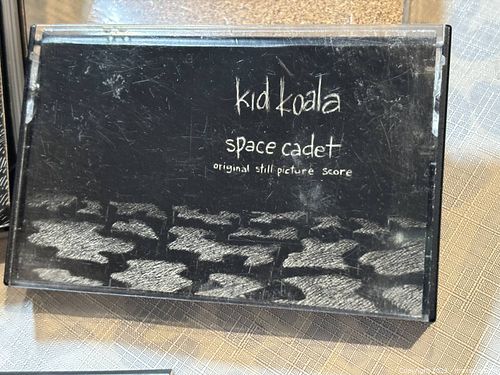 kid koala
space cadet
original still picture score